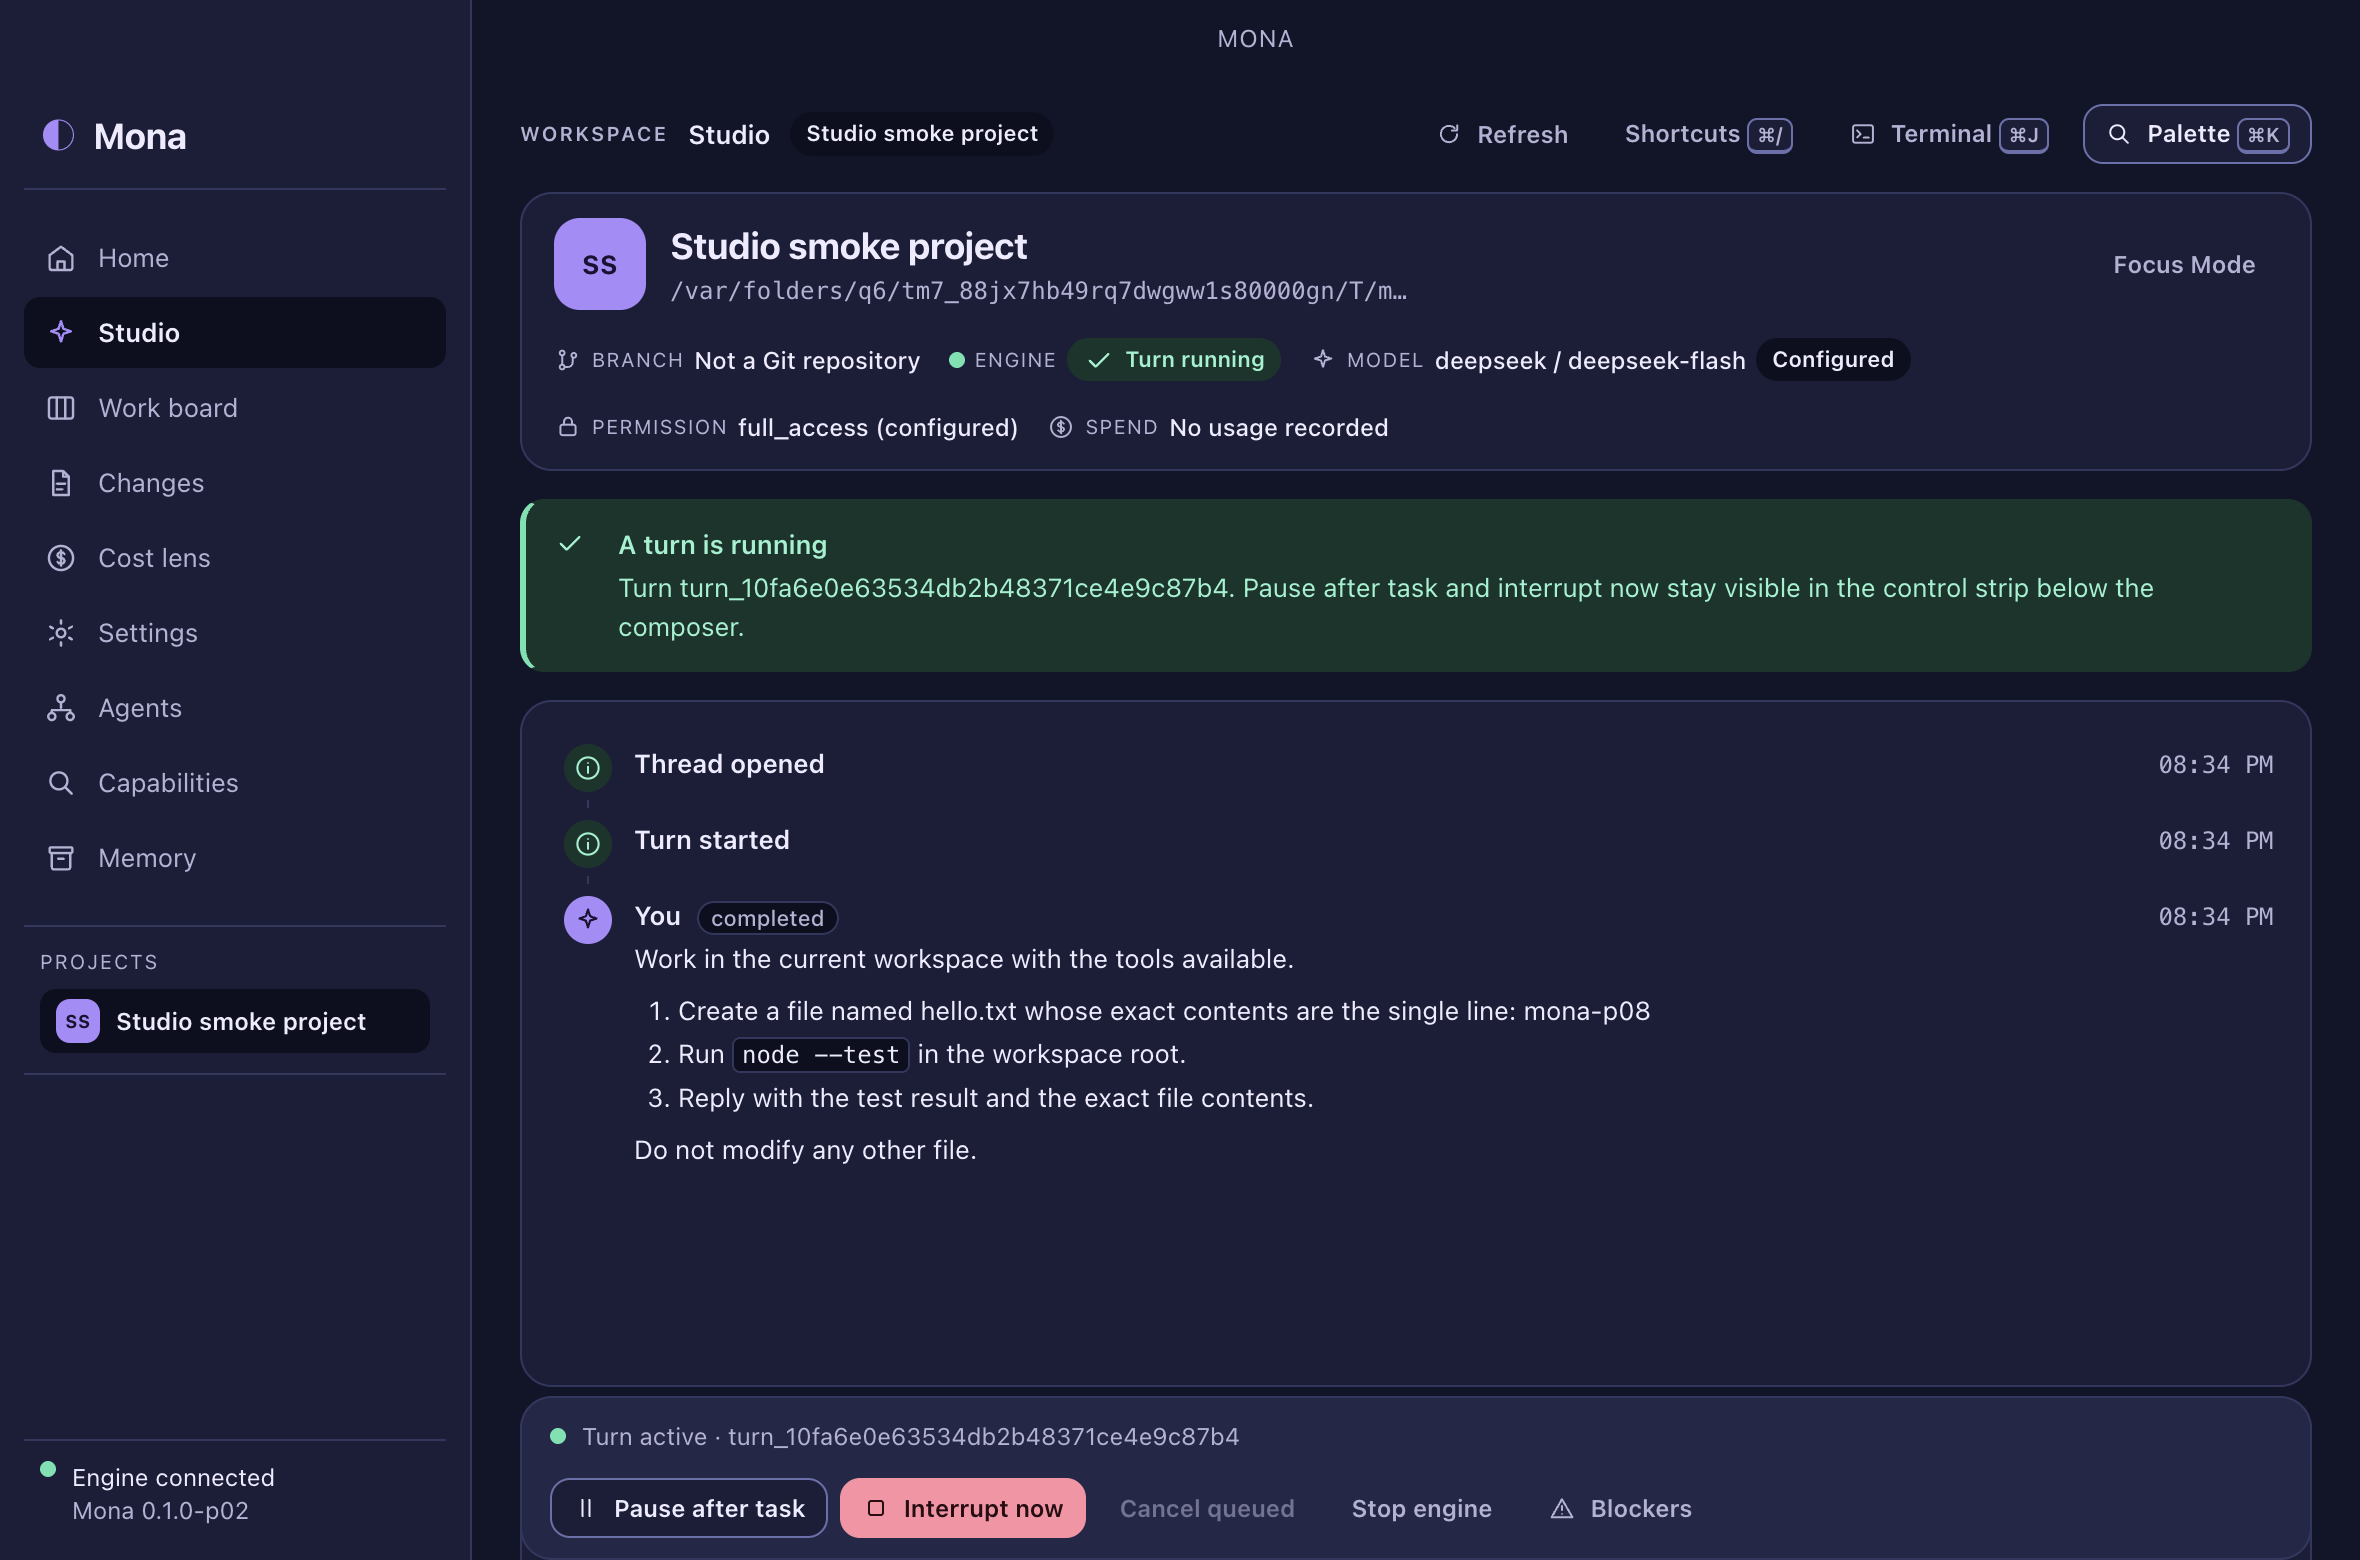 MONA
Mona
Home
Studio
Work board
Changes
Cost lens
Settings
Agents
Capabilities
Memory
PROJECTS
SS Studio smoke project
Engine connected
Mona 0.1.0-p02
WORKSPACE Studio Studio smoke project Refresh Shortcuts ⌘/ Terminal ⌘J Palette ⌘K
SS
Studio smoke project
/var/folders/q6/tm7_88jx7hb49rq7dwgww1s80000gn/T/m…
Focus Mode
BRANCH Not a Git repository ENGINE Turn running MODEL deepseek / deepseek-flash Configured
PERMISSION full_access (configured) SPEND No usage recorded
A turn is running
Turn turn_10fa6e0e63534db2b48371ce4e9c87b4. Pause after task and interrupt now stay visible in the control strip below the
composer.
Thread opened 08:34 PM
Turn started 08:34 PM
You completed 08:34 PM
Work in the current workspace with the tools available.
1. Create a file named hello.txt whose exact contents are the single line: mona-p08
2. Run node --test in the workspace root.
3. Reply with the test result and the exact file contents.
Do not modify any other file.
Turn active · turn_10fa6e0e63534db2b48371ce4e9c87b4
Pause after task Interrupt now Cancel queued Stop engine Blockers